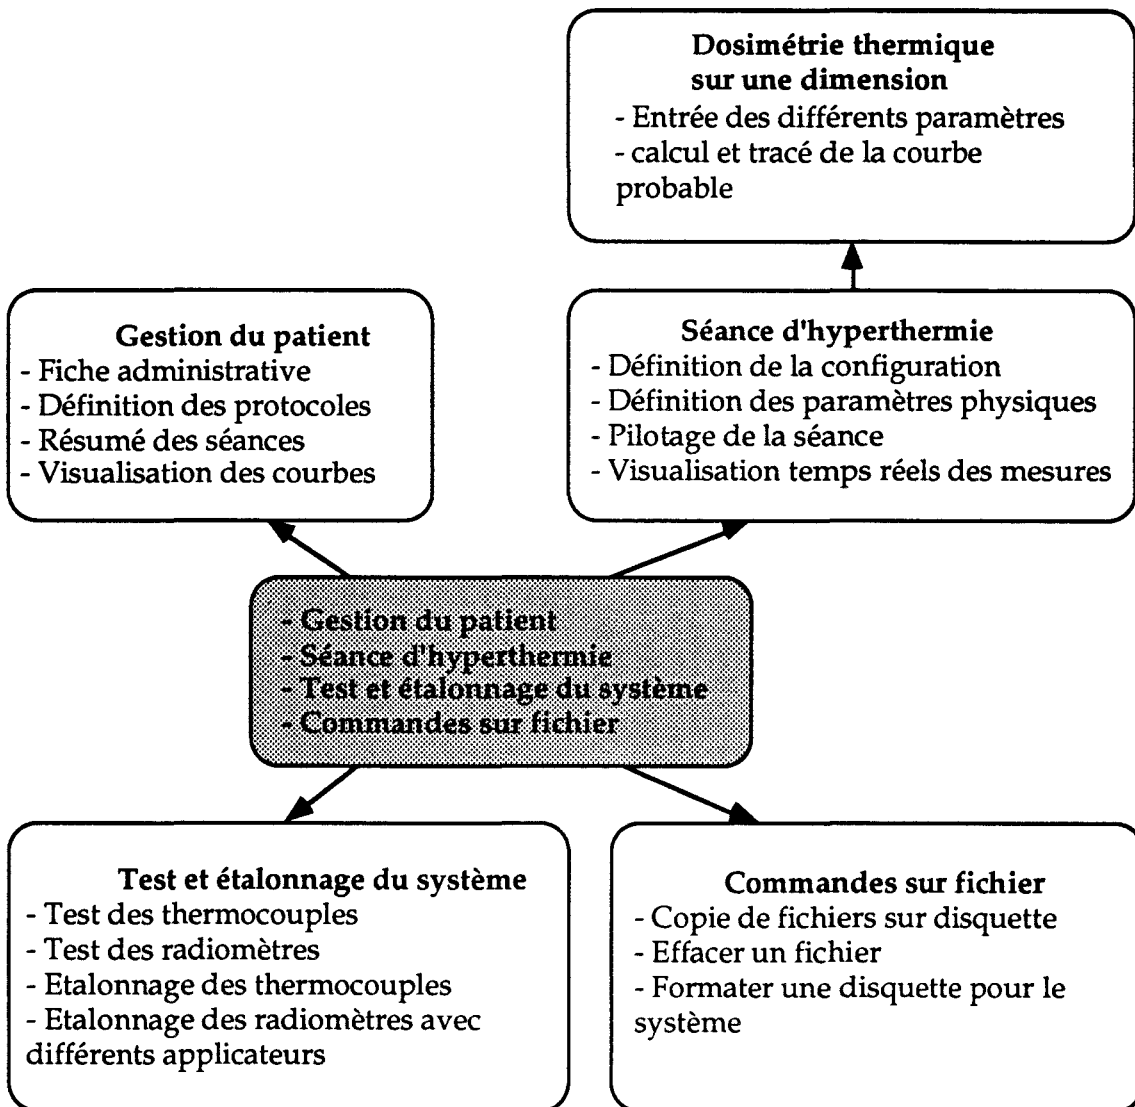 Dosimétrie thermique
sur une dimension
- Entrée des différents paramètres
- calcul et tracé de la courbe
probable
Gestion du patient
- Fiche administrative
- Définition des protocoles
- Résumé des séances
- Visualisation des courbes
Séance d'hyperthermie
- Définition de la configuration
- Définition des paramètres physiques
- Pilotage de la séance
- Visualisation temps réels des mesures
- Gestion du patient
- Séance d'hyperthermie
- Test et étalonnage du système
- Commandes sur fichier
Test et étalonnage du système
- Test des thermocouples
- Test des radiomètres
- Etalonnage des thermocouples
- Etalonnage des radiomètres avec
différents applicateurs
Commandes sur fichier
- Copie de fichiers sur disquette
- Effacer un fichier
- Formater une disquette pour le
système